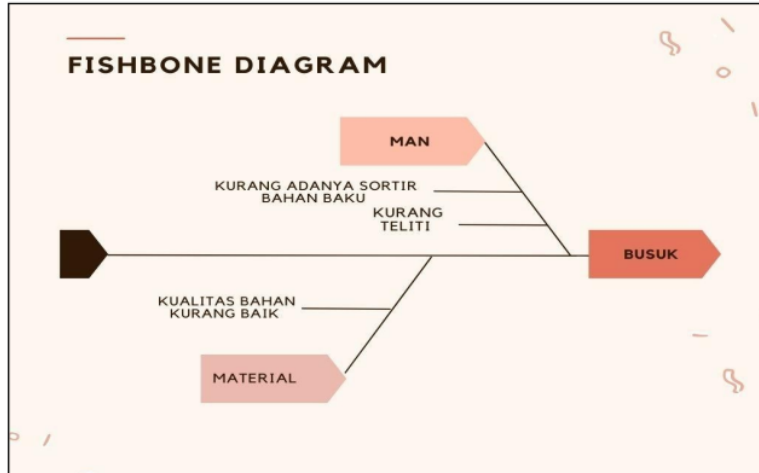 FISHBONE DIAGRAM
MAN
KURANG ADANYA SORTIR
BAHAN BAKU
KURANG
TELITI
BUSUK
KUALITAS BAHAN
KURANG BAIK
MATERIAL